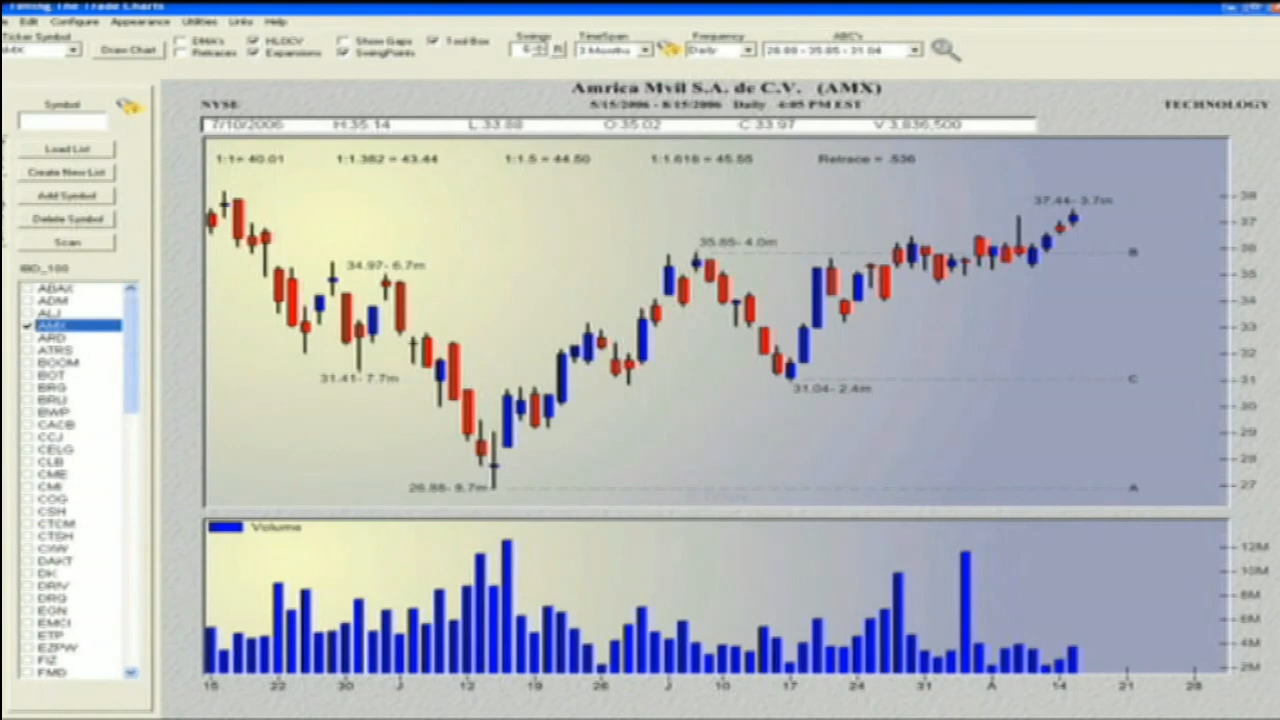 Timing The Trade Charts
Edit Configure Appearance Utilities Links Help
Ticker Symbol
AMX
Draw Chart
EMA's HLOCV Show Gaps Tool Box
Retraces Expansions SwingPoints
Swings
6
R
TimeSpan
3 Months
Frequency
Daily
ABC's
26.88 - 35.85 - 31.04
Symbol
Load List
Create New List
Add Symbol
Delete Symbol
Scan
IBD_100
ABAX
ADM
ALJ
AMX
ARD
ATRS
BOOM
BOT
BRG
BRLI
BWP
CACB
CCJ
CELG
CLB
CME
CMI
COG
CSH
CTCM
CTSH
CXW
DAKT
DK
DRIV
DRQ
EGN
EMCI
ETP
EZPW
FIZ
FMD
Amrica Mvil S.A. de C.V. (AMX)
NYSE 5/15/2006 - 8/15/2006 Daily 4:05 PM EST TECHNOLOGY
7/10/2006 H:35.14 L:33.88 O:35.02 C:33.97 V:3,836,500
1:1= 40.01 1:1.382 = 43.44 1:1.5 = 44.50 1:1.618 = 45.55 Retrace = .536
37.44- 3.7m
35.85- 4.0m
B
34.97- 6.7m
31.41- 7.7m
31.04- 2.4m
C
26.88- 9.7m
A
38
37
36
35
34
33
32
31
30
29
28
27
Volume
12M
10M
8M
6M
4M
2M
15 22 30 J 12 19 26 J 10 17 24 31 A 14 21 28